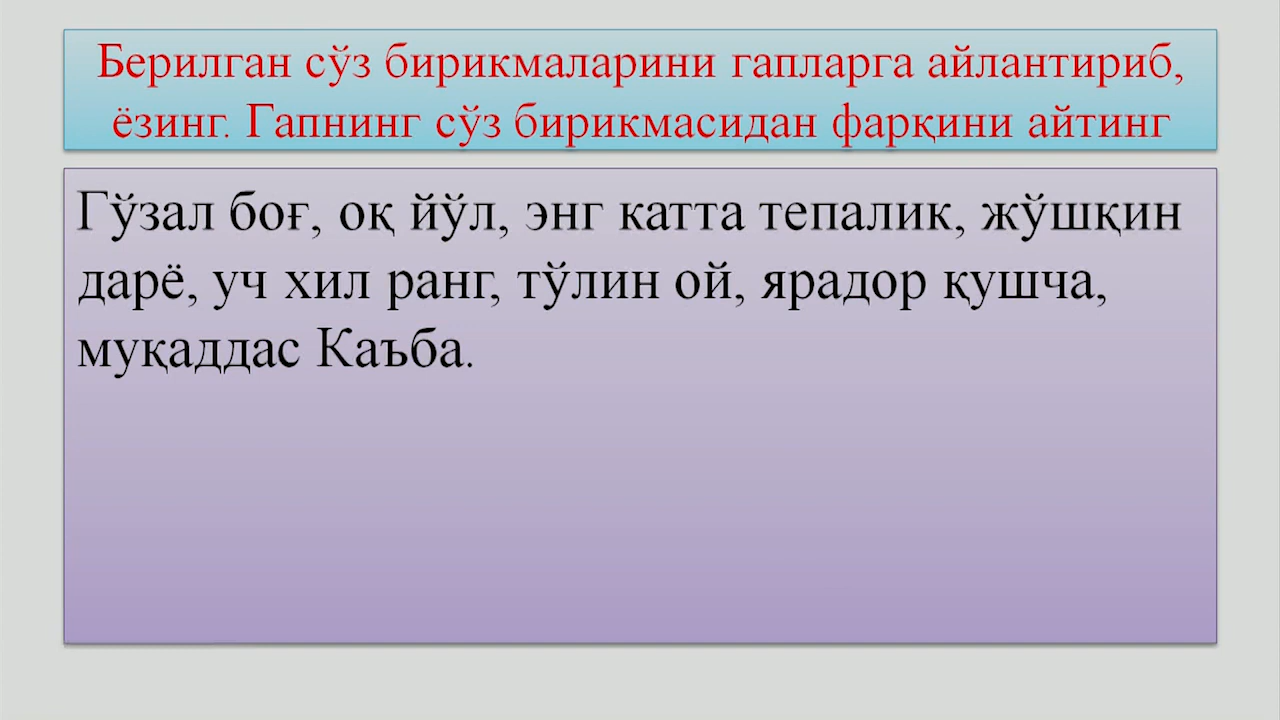 Берилган сўз бирикмаларини гапларга айлантириб,
ёзинг. Гапнинг сўз бирикмасидан фарқини айтинг
Гўзал боғ, оқ йўл, энг катта тепалик, жўшқин
дарё, уч хил ранг, тўлин ой, ярадор қушча,
муқаддас Каъба.